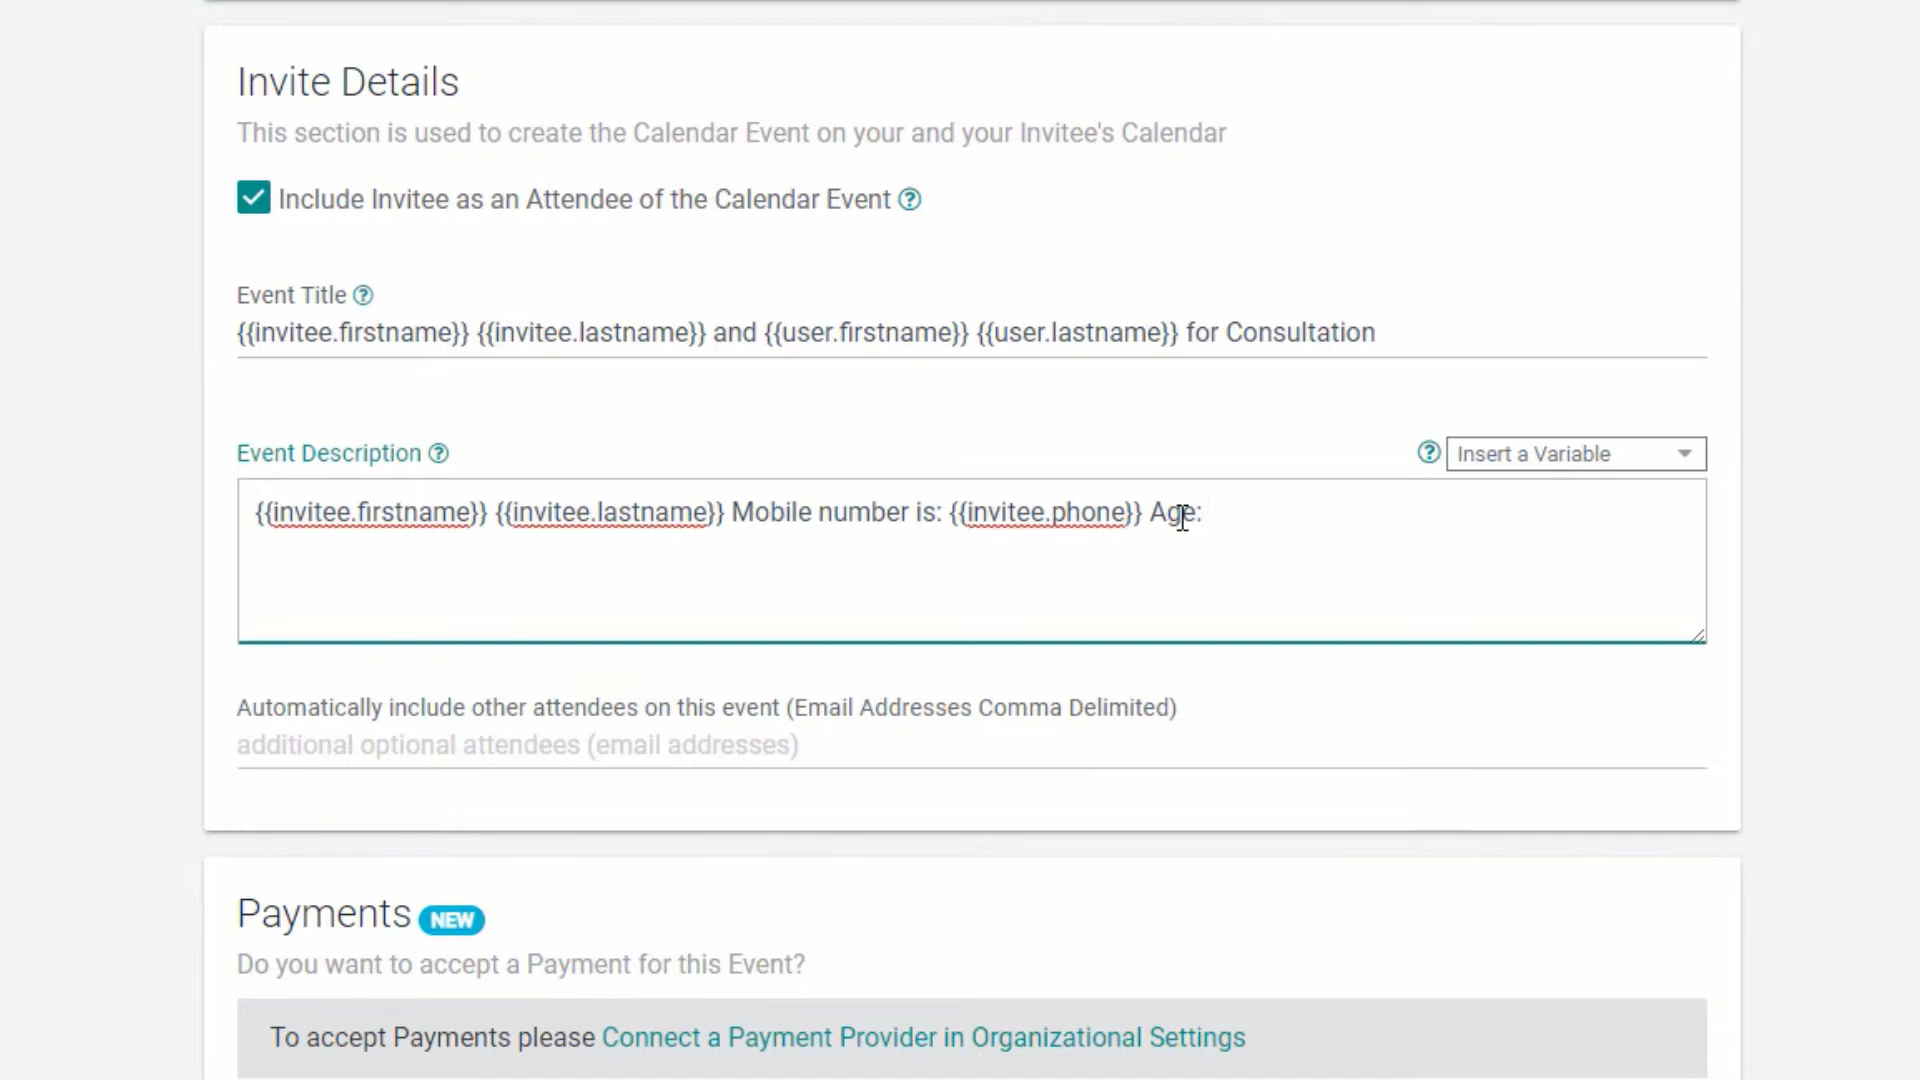 Invite Details
This section is used to create the Calendar Event on your and your Invitee's Calendar
Include Invitee as an Attendee of the Calendar Event ?
Event Title ?
{{invitee.firstname}} {{invitee.lastname}} and {{user.firstname}} {{user.lastname}} for Consultation
Event Description ? ? Insert a Variable
{{invitee.firstname}} {{invitee.lastname}} Mobile number is: {{invitee.phone}} Age:
Automatically include other attendees on this event (Email Addresses Comma Delimited)
additional optional attendees (email addresses)
Payments NEW
Do you want to accept a Payment for this Event?
To accept Payments please Connect a Payment Provider in Organizational Settings